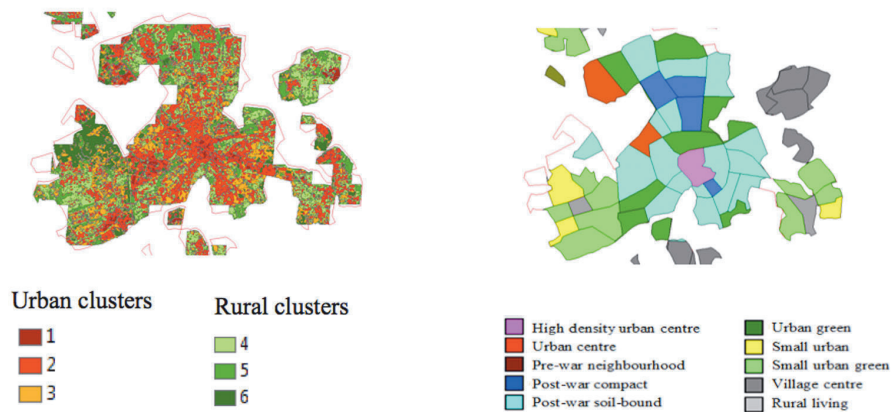 Urban clusters
1
2
3
Rural clusters
4
5
6
High density urban centre
Urban centre
Pre-war neighbourhood
Post-war compact
Post-war soil-bound
Urban green
Small urban
Small urban green
Village centre
Rural living